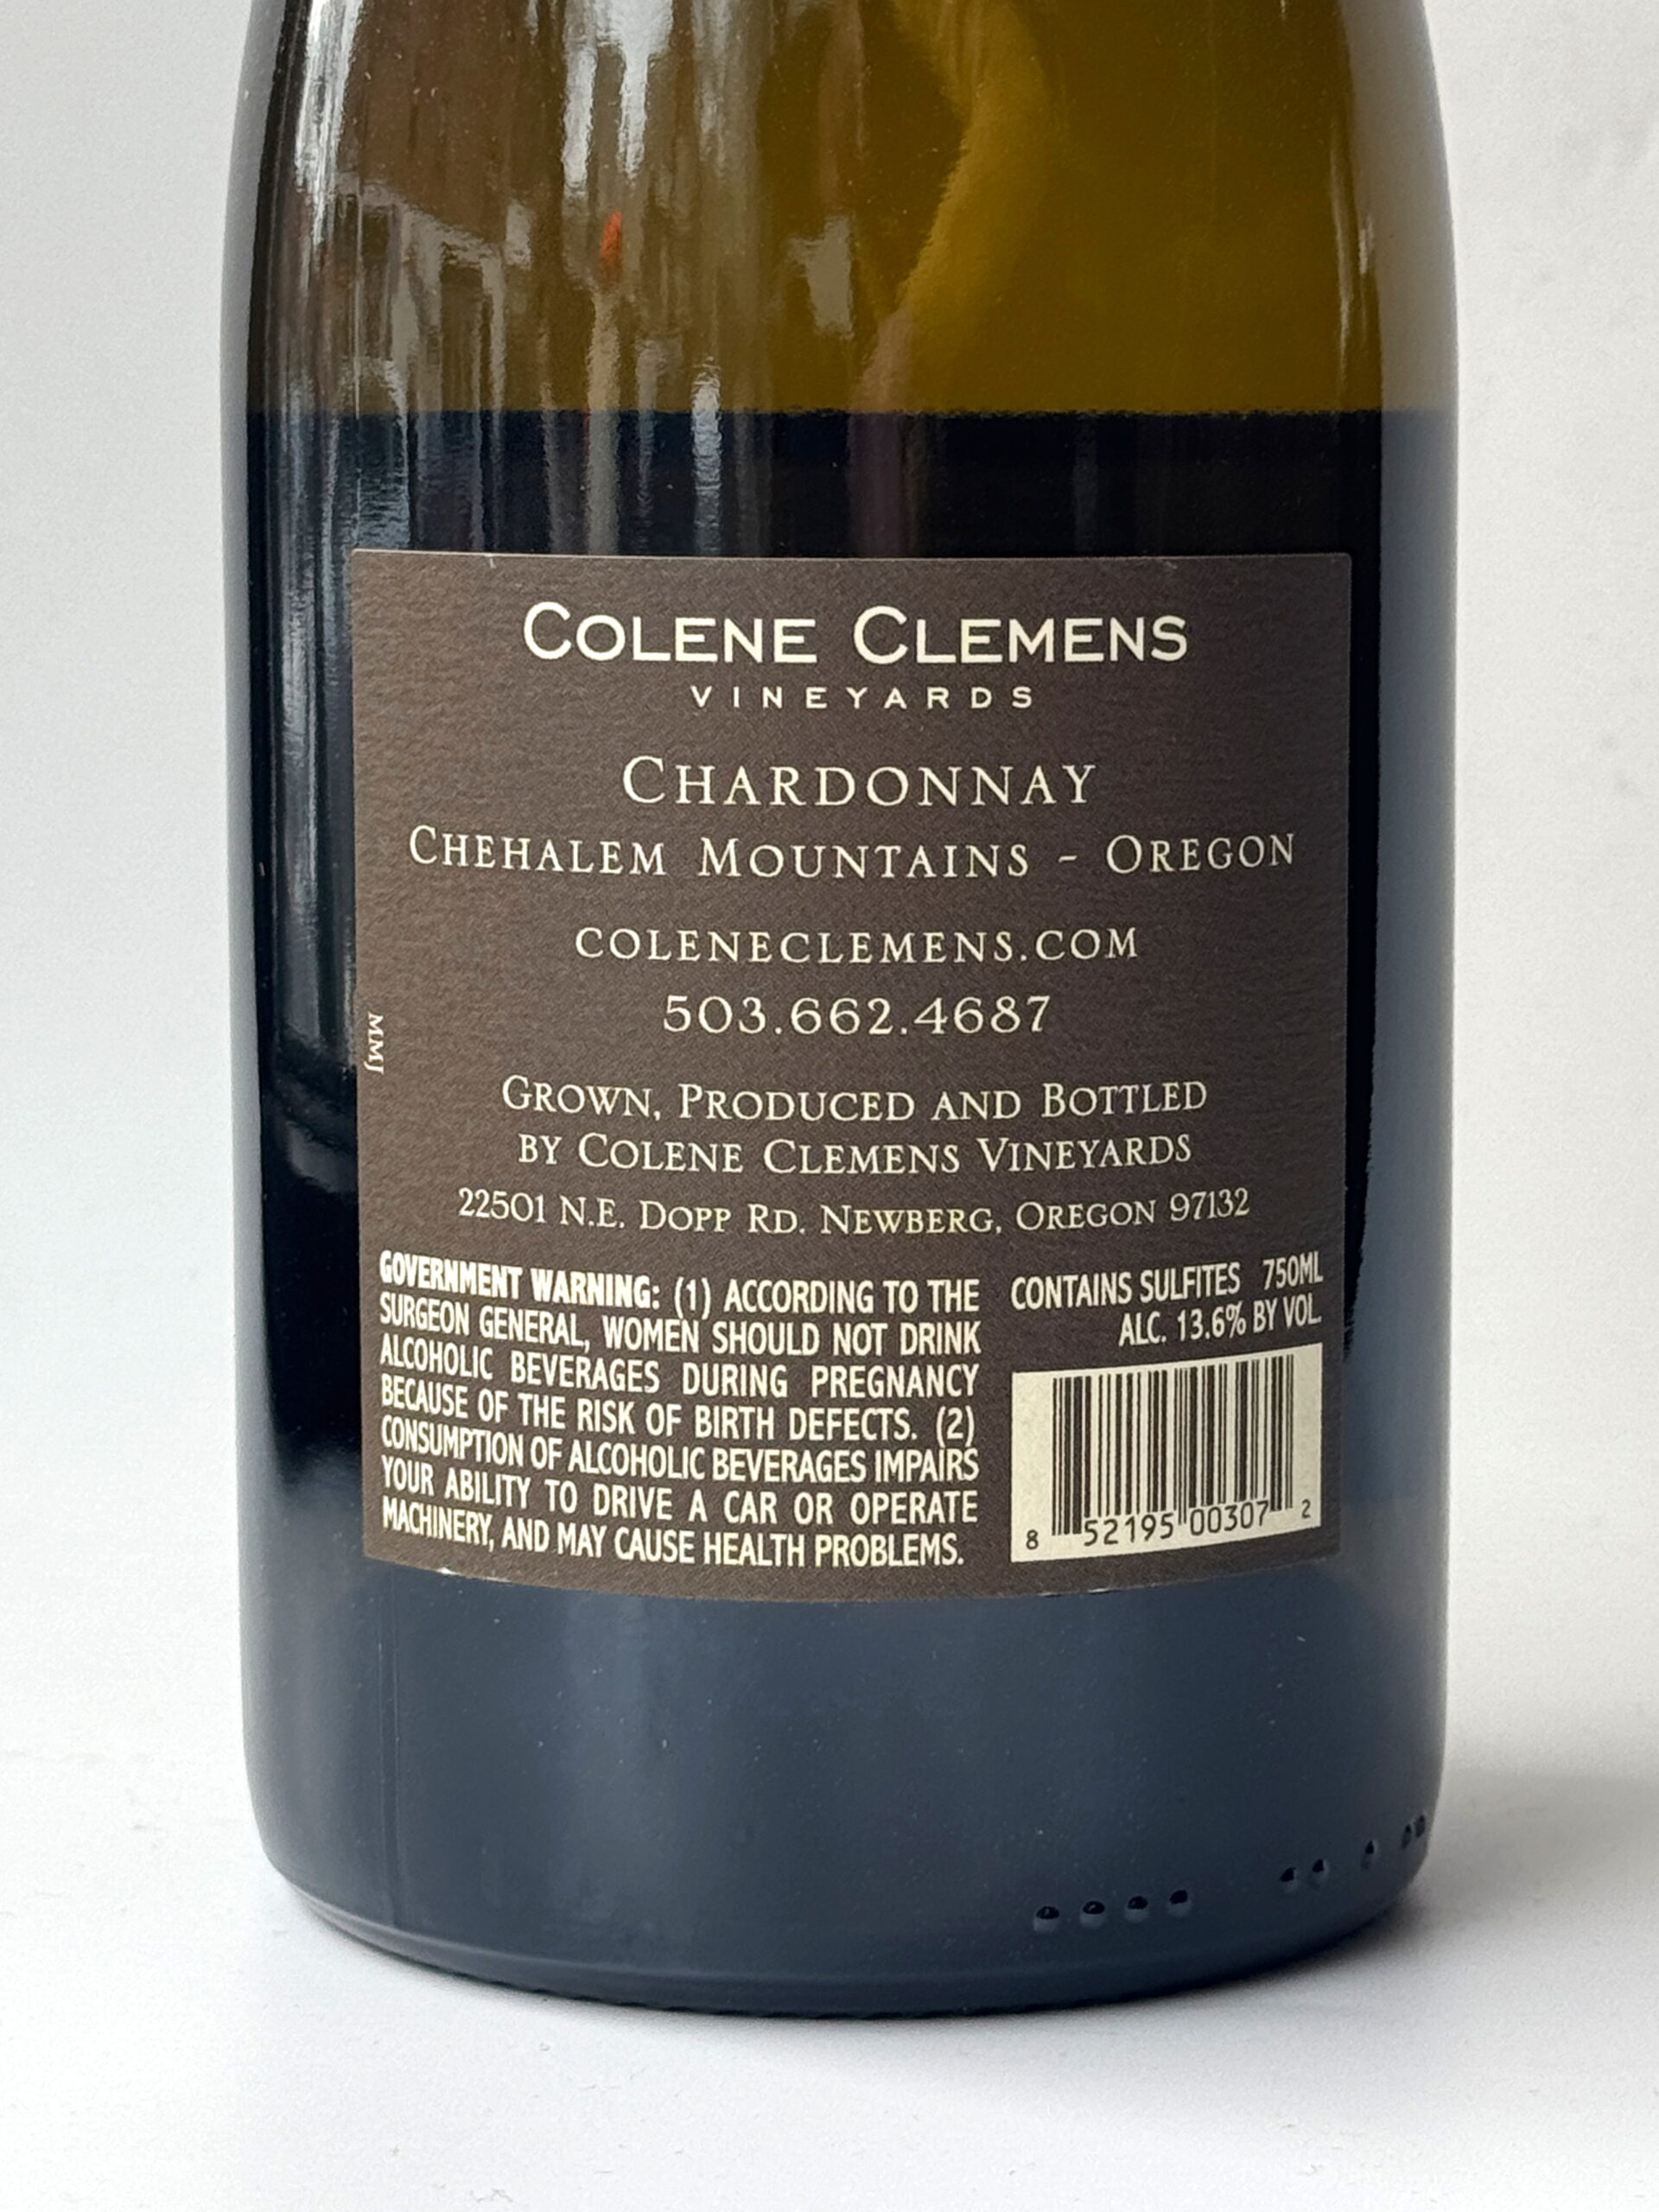 COLENE CLEMENS
VINEYARDS
CHARDONNAY
CHEHALEM MOUNTAINS - OREGON
COLENECLEMENS.COM
503.662.4687
MMJ
GROWN, PRODUCED AND BOTTLED
BY COLENE CLEMENS VINEYARDS
22501 N.E. DOPP RD. NEWBERG, OREGON 97132
GOVERNMENT WARNING: (1) ACCORDING TO THE
SURGEON GENERAL, WOMEN SHOULD NOT DRINK
ALCOHOLIC BEVERAGES DURING PREGNANCY
BECAUSE OF THE RISK OF BIRTH DEFECTS. (2)
CONSUMPTION OF ALCOHOLIC BEVERAGES IMPAIRS
YOUR ABILITY TO DRIVE A CAR OR OPERATE
MACHINERY, AND MAY CAUSE HEALTH PROBLEMS.
CONTAINS SULFITES 750ML
ALC. 13.6% BY VOL.
8 52195 00307 2